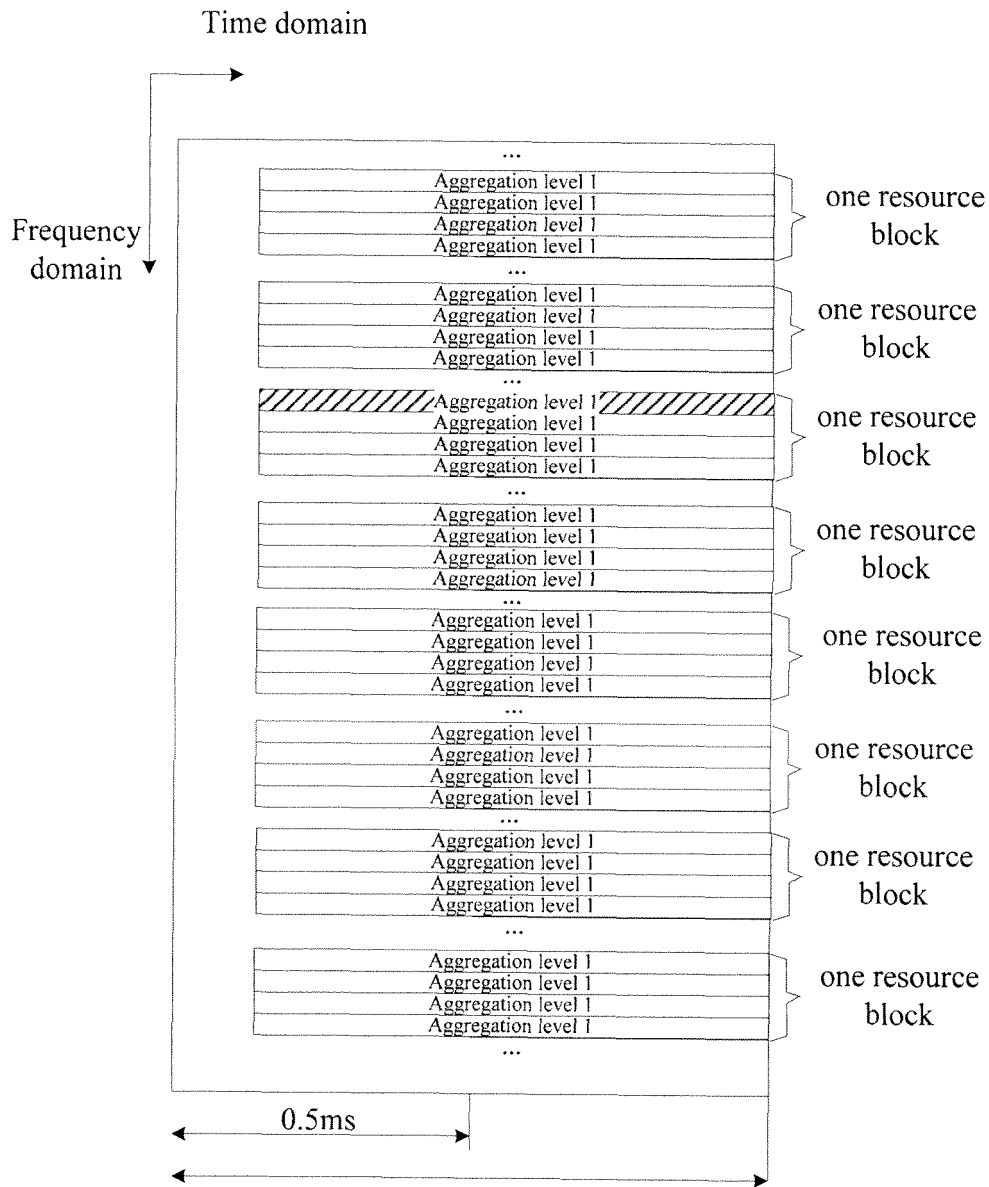 Time domain
Frequency
domain
...
Aggregation level 1
Aggregation level 1
Aggregation level 1
Aggregation level 1
one resource
block
...
Aggregation level 1
Aggregation level 1
Aggregation level 1
Aggregation level 1
one resource
block
...
Aggregation level 1
Aggregation level 1
Aggregation level 1
Aggregation level 1
one resource
block
...
Aggregation level 1
Aggregation level 1
Aggregation level 1
Aggregation level 1
one resource
block
...
Aggregation level 1
Aggregation level 1
Aggregation level 1
Aggregation level 1
one resource
block
...
Aggregation level 1
Aggregation level 1
Aggregation level 1
Aggregation level 1
one resource
block
...
Aggregation level 1
Aggregation level 1
Aggregation level 1
Aggregation level 1
one resource
block
...
Aggregation level 1
Aggregation level 1
Aggregation level 1
Aggregation level 1
one resource
block
...
0.5ms